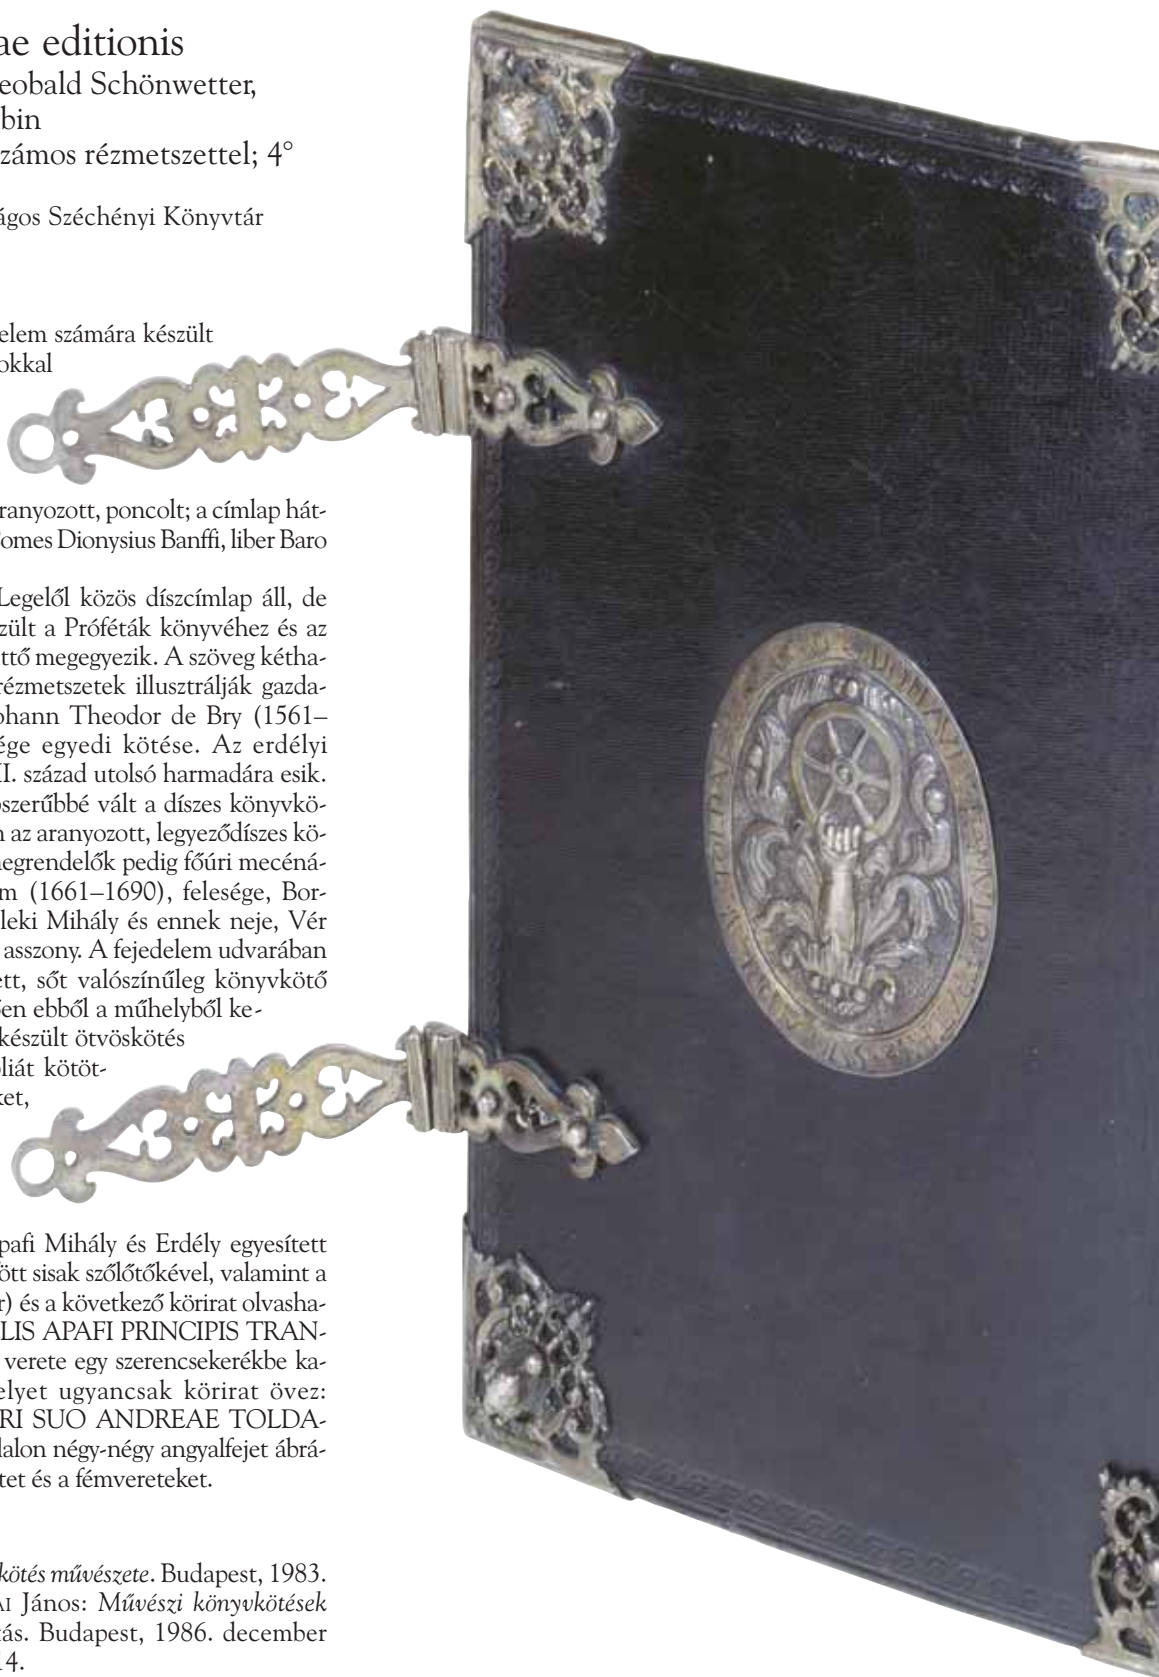 ae editionis
eobald Schönwetter,
bin
zámos rézmetszettel; 4°
ágos Széchényi Könyvtár
elem számára készült
okkal
ranyozott, poncolt; a címlap hát-
omes Dionysius Banffi, liber Baro
Legelől közös díszcímlap áll, de
zült a Próféták könyvéhez és az
ttő megegyezik. A szöveg kétha-
rézmetszetek illusztrálják gazda-
ohann Theodor de Bry (1561–
ége egyedi kötése. Az erdélyi
II. század utolsó harmadára esik.
oszerűbbé vált a díszes könyvkö-
n az aranyozott, legyeződíszes kö-
negrendelők pedig főúri mecéná-
m (1661–1690), felesége, Bor-
leki Mihály és ennek neje, Vér
asszony. A fejedelem udvarában
ett, sőt valószínűleg könyvkötő
en ebből a műhelyből ke-
készült ötvöskötés
liát kötöt-
ket,
pafi Mihály és Erdély egyesített
ött sisak szőlőtőkével, valamint a
r) és a következő körirat olvasha-
LIS APAFI PRINCIPIS TRAN-
verete egy szerencsekerékbe ka-
elyet ugyancsak körirat övez:
RI SUO ANDREAE TOLDA-
dalon négy-négy angyalfejet ábrá-
tet és a fémvereteket.
kötés művészete. Budapest, 1983.
AI János: Művészi könyvkötések
tás. Budapest, 1986. december
14.